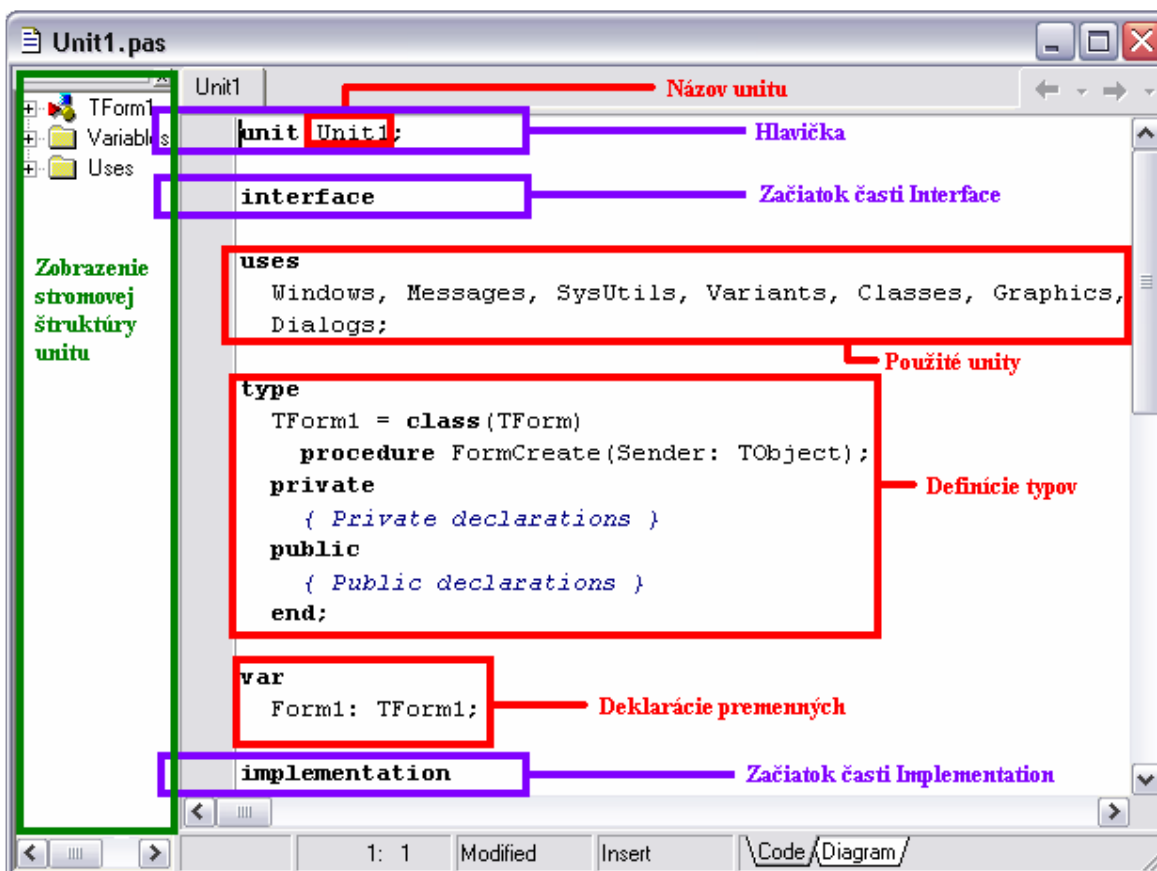 Unit1.pas
Unit1
TForm1
Variables
Uses
Zobrazenie
stromovej
štruktúry
unitu
Názov unitu
unit Unit1;
Hlavička
interface
Začiatok časti Interface
uses
Windows, Messages, SysUtils, Variants, Classes, Graphics,
Dialogs;
Použité unity
type
TForm1 = class(TForm)
procedure FormCreate(Sender: TObject);
private
{ Private declarations }
public
{ Public declarations }
end;
Definície typov
var
Form1: TForm1;
Deklarácie premenných
implementation
Začiatok časti Implementation
1: 1
Modified
Insert
Code
Diagram